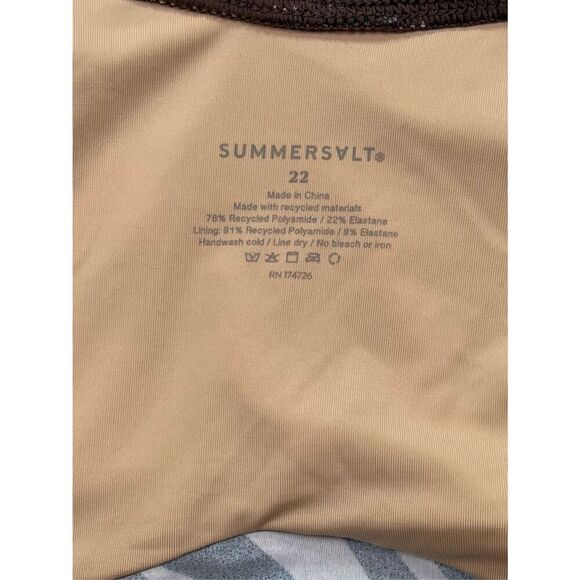 SUMMERSALT®
22
Made in China
Made with recycled materials
78% Recycled Polyamide / 22% Elastane
Lining: 91% Recycled Polyamide / 9% Elastane
Handwash cold / Line dry / No bleach or iron
RN 174726